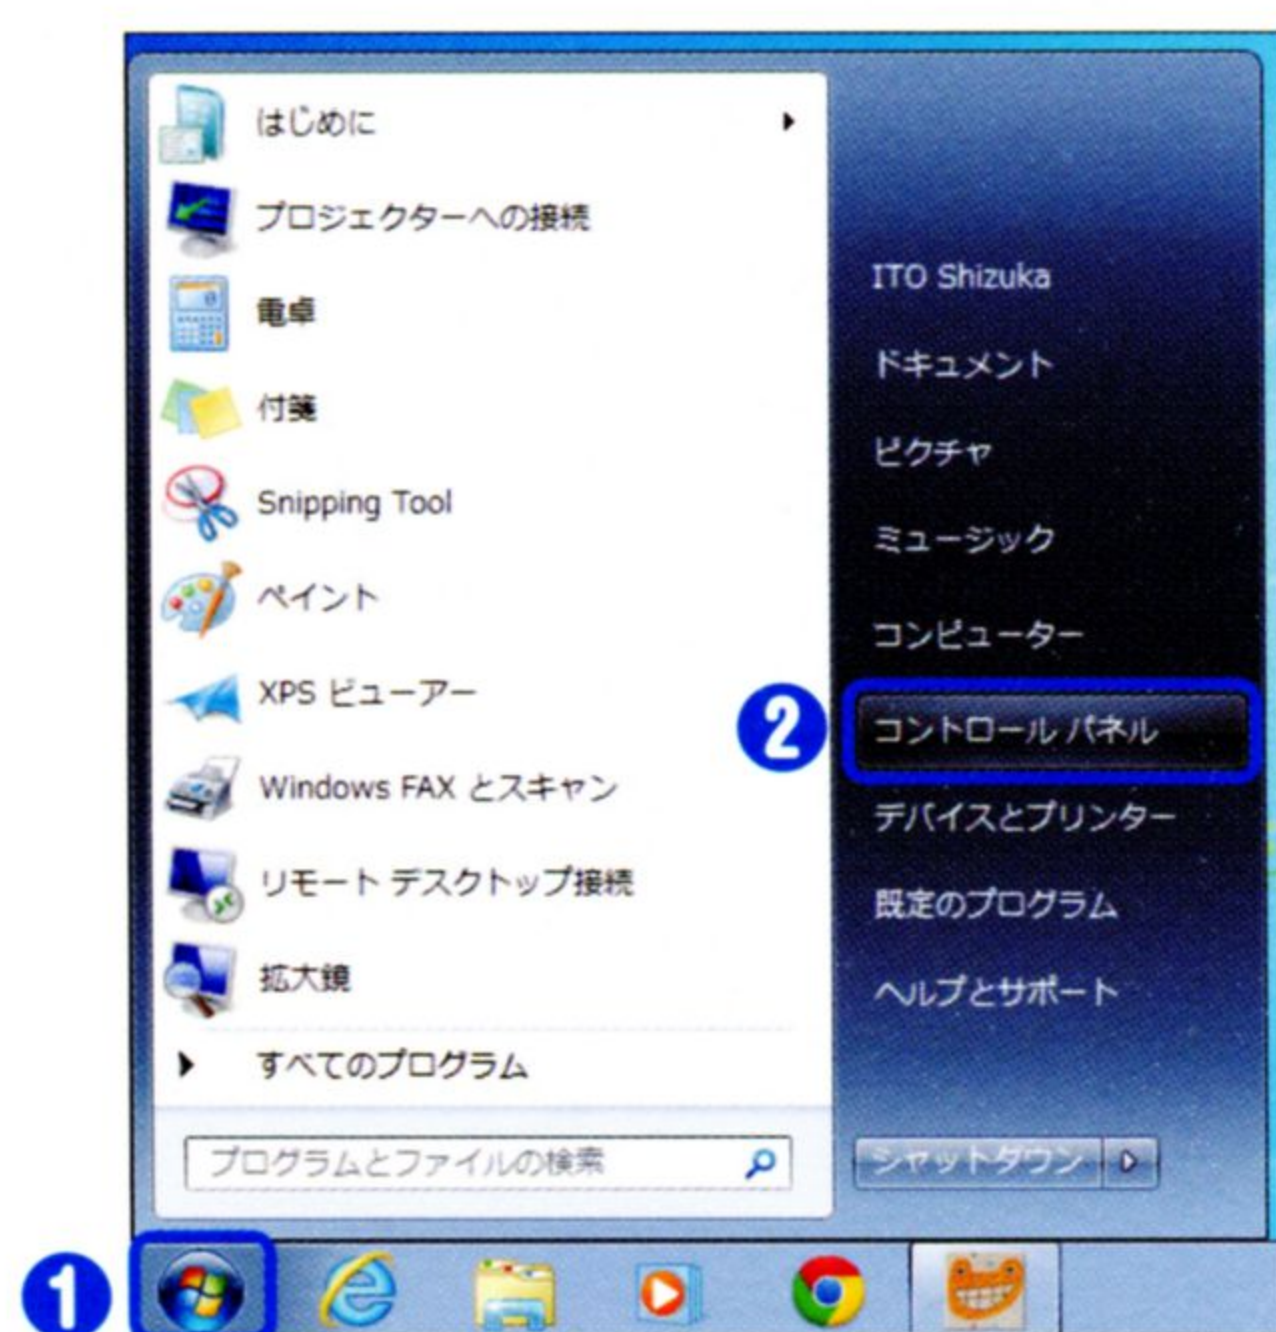 はじめに
プロジェクターへの接続
電卓
付箋
Snipping Tool
ペイント
XPS ビューアー
Windows FAX とスキャン
リモート デスクトップ接続
拡大鏡
すべてのプログラム
プログラムとファイルの検索
ITO Shizuka
ドキュメント
ピクチャ
ミュージック
コンピューター
2
コントロール パネル
デバイスとプリンター
既定のプログラム
ヘルプとサポート
シャットダウン
1